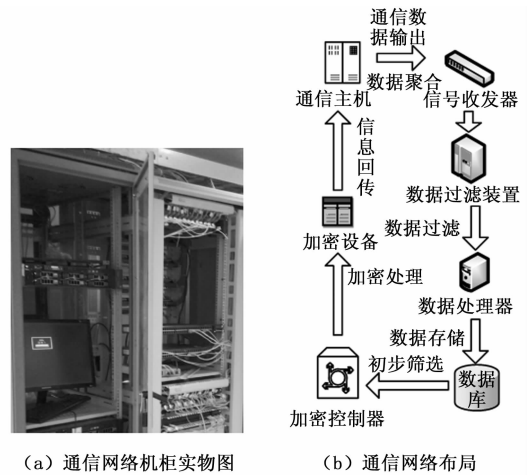 通信数
据输出
数据聚合
通信主机
信号收发器
信息回传
数据过滤装置
数据过滤
加密设备
加密处理
数据处理器
数据存储
初步筛选
数据
库
加密控制器
(a) 通信网络机柜实物图
(b) 通信网络布局